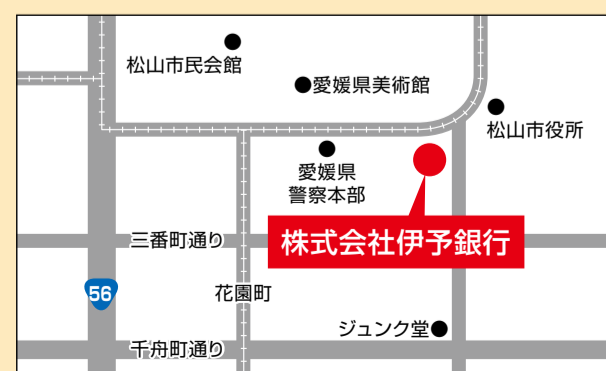 松山市民会館
愛媛県美術館
松山市役所
愛媛県
警察本部
株式会社伊予銀行
三番町通り
56
花園町
ジュンク堂
千舟町通り